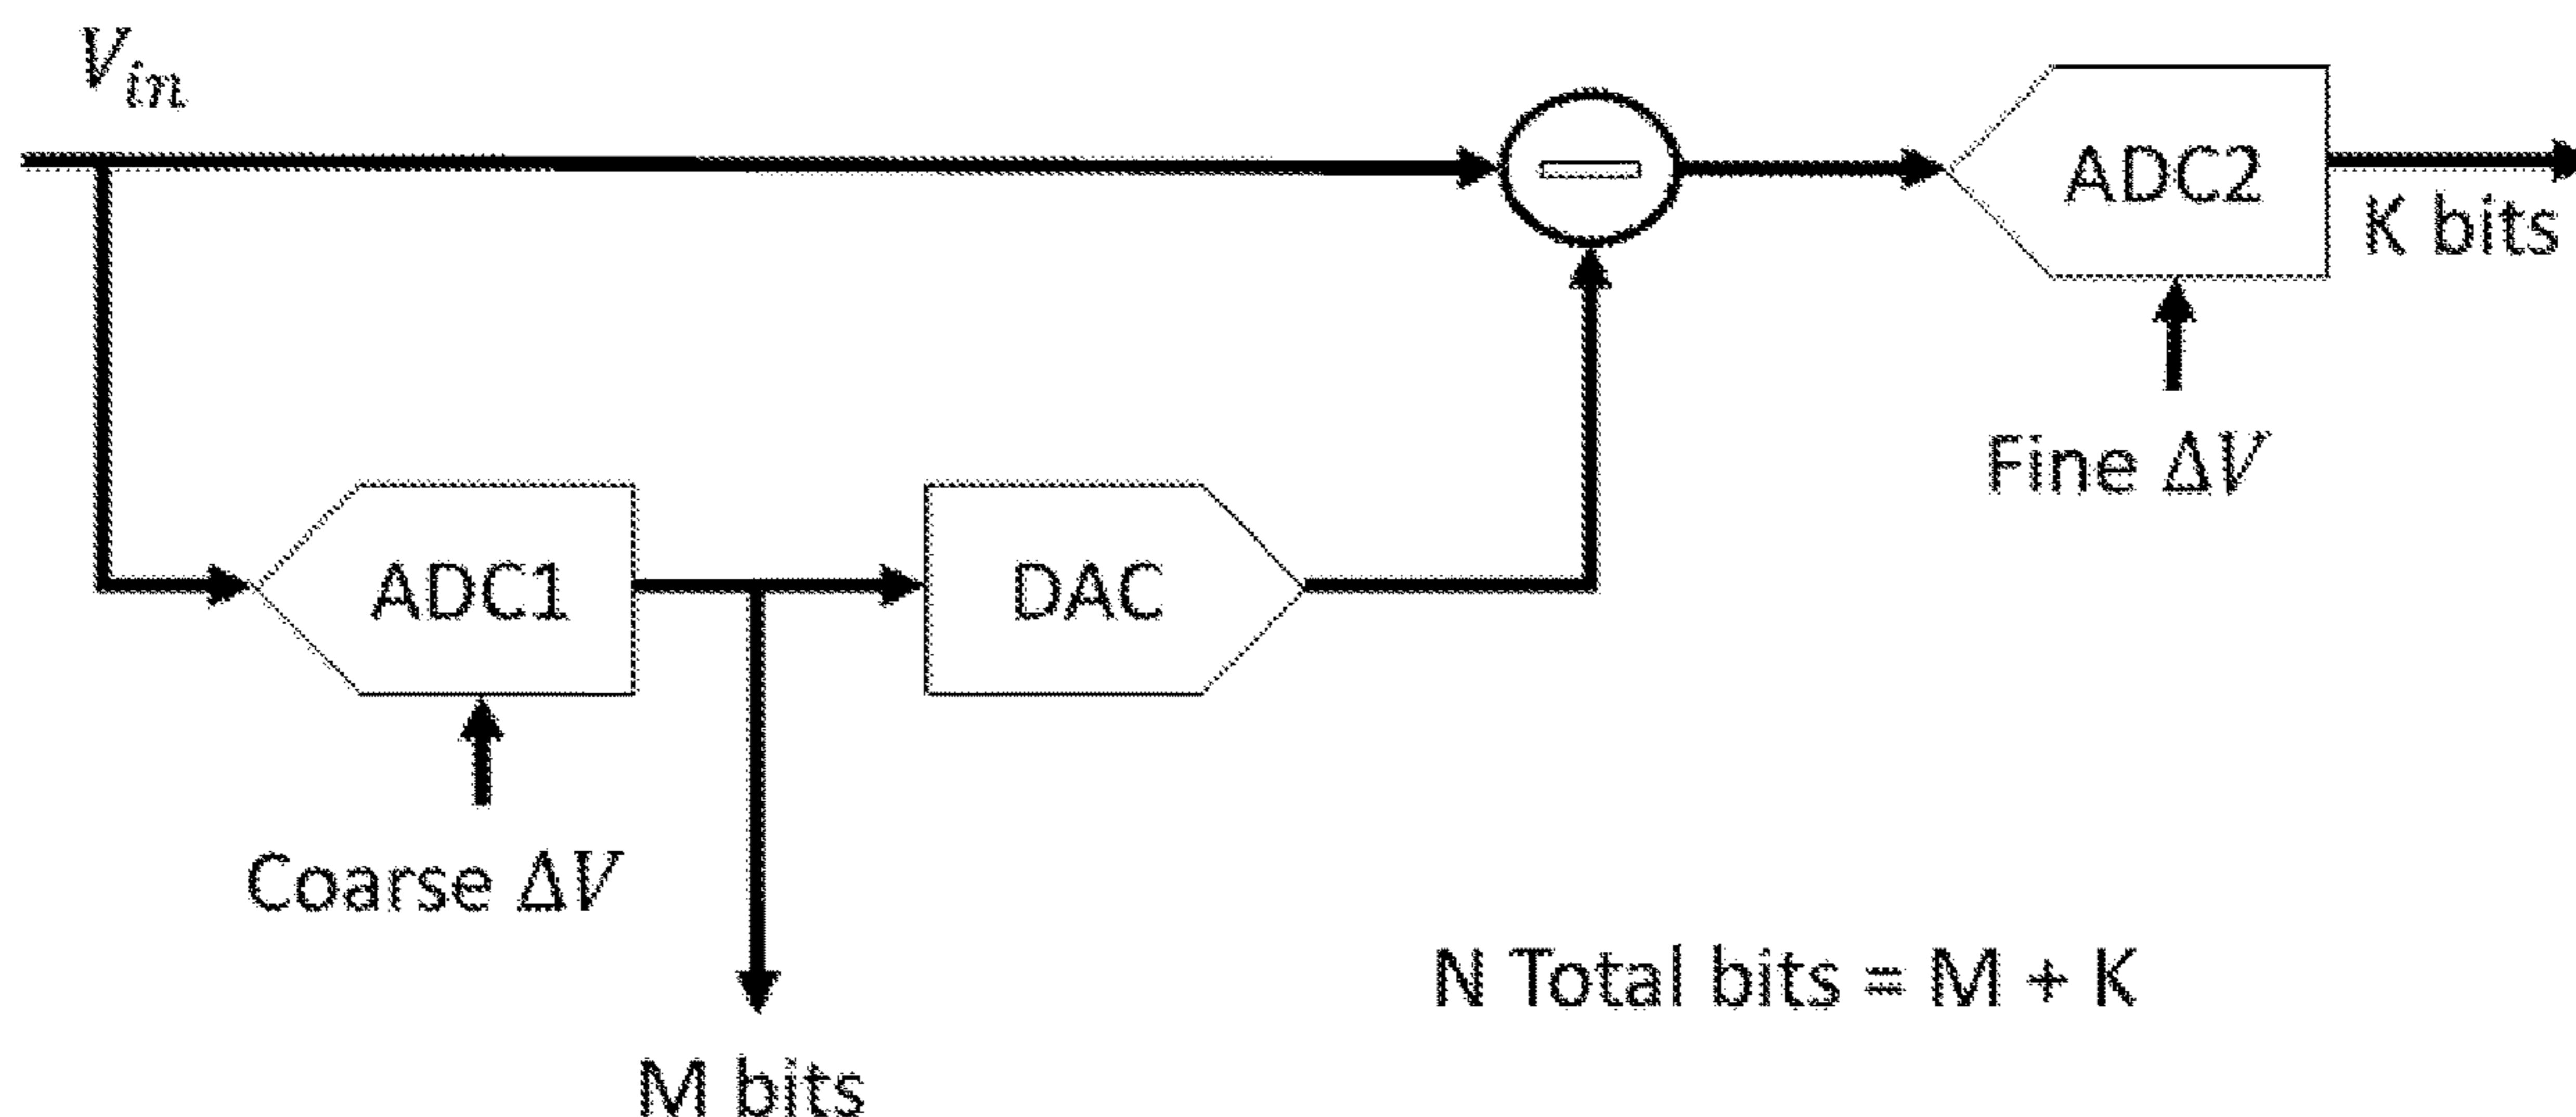 V_in
ADC2
K bits
Fine ΔV
ADC1
DAC
Coarse ΔV
N Total bits = M + K
M bits